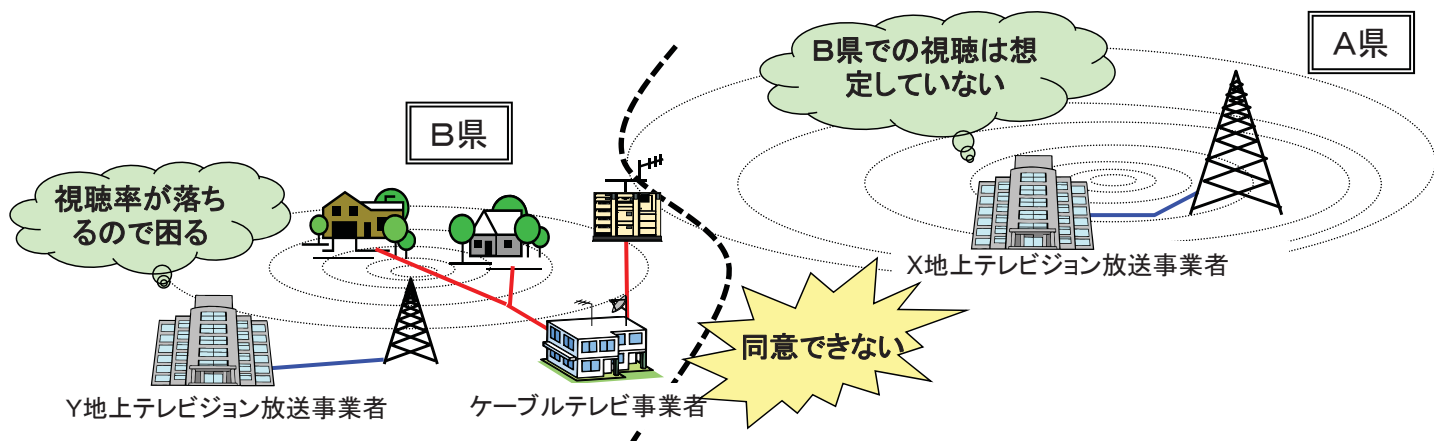 A県
B県での視聴は想
定していない
B県
視聴率が落ち
るので困る
X地上テレビジョン放送事業者
同意できない
Y地上テレビジョン放送事業者
ケーブルテレビ事業者